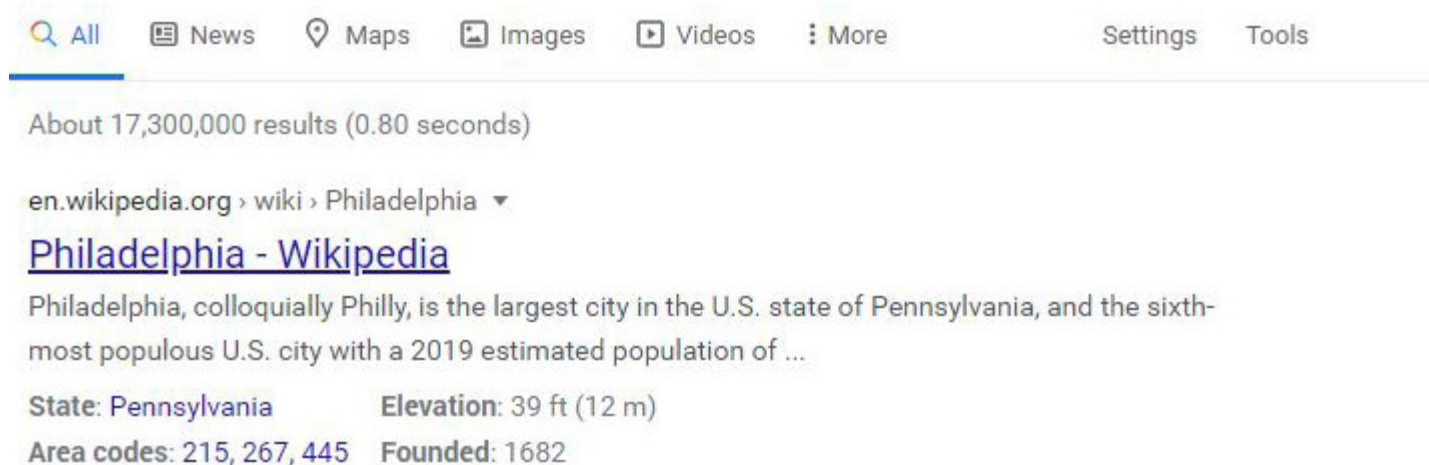 All News Maps Images Videos More Settings Tools
About 17,300,000 results (0.80 seconds)
en.wikipedia.org › wiki › Philadelphia
Philadelphia - Wikipedia
Philadelphia, colloquially Philly, is the largest city in the U.S. state of Pennsylvania, and the sixth-
most populous U.S. city with a 2019 estimated population of ...
State: Pennsylvania Elevation: 39 ft (12 m)
Area codes: 215, 267, 445 Founded: 1682